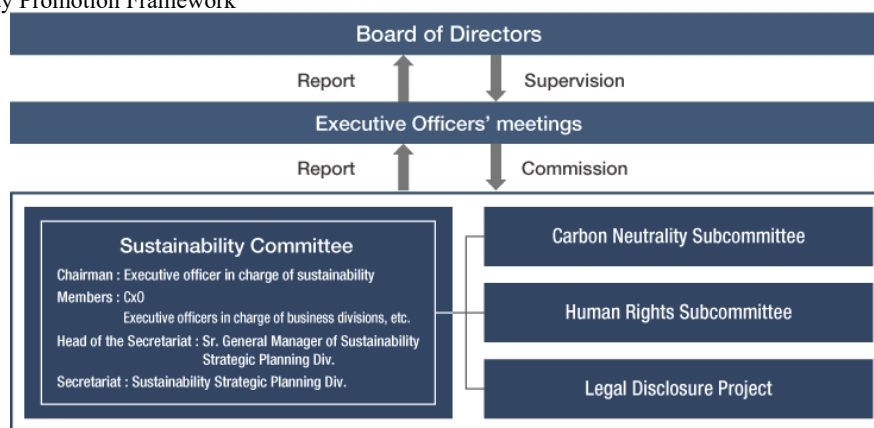 y Promotion Framework
Board of Directors
Report
Supervision
Executive Officers' meetings
Report
Commission
Sustainability Committee
Chairman : Executive officer in charge of sustainability
Members : CxO
Executive officers in charge of business divisions, etc.
Head of the Secretariat : Sr. General Manager of Sustainability
Strategic Planning Div.
Secretariat : Sustainability Strategic Planning Div.
Carbon Neutrality Subcommittee
Human Rights Subcommittee
Legal Disclosure Project